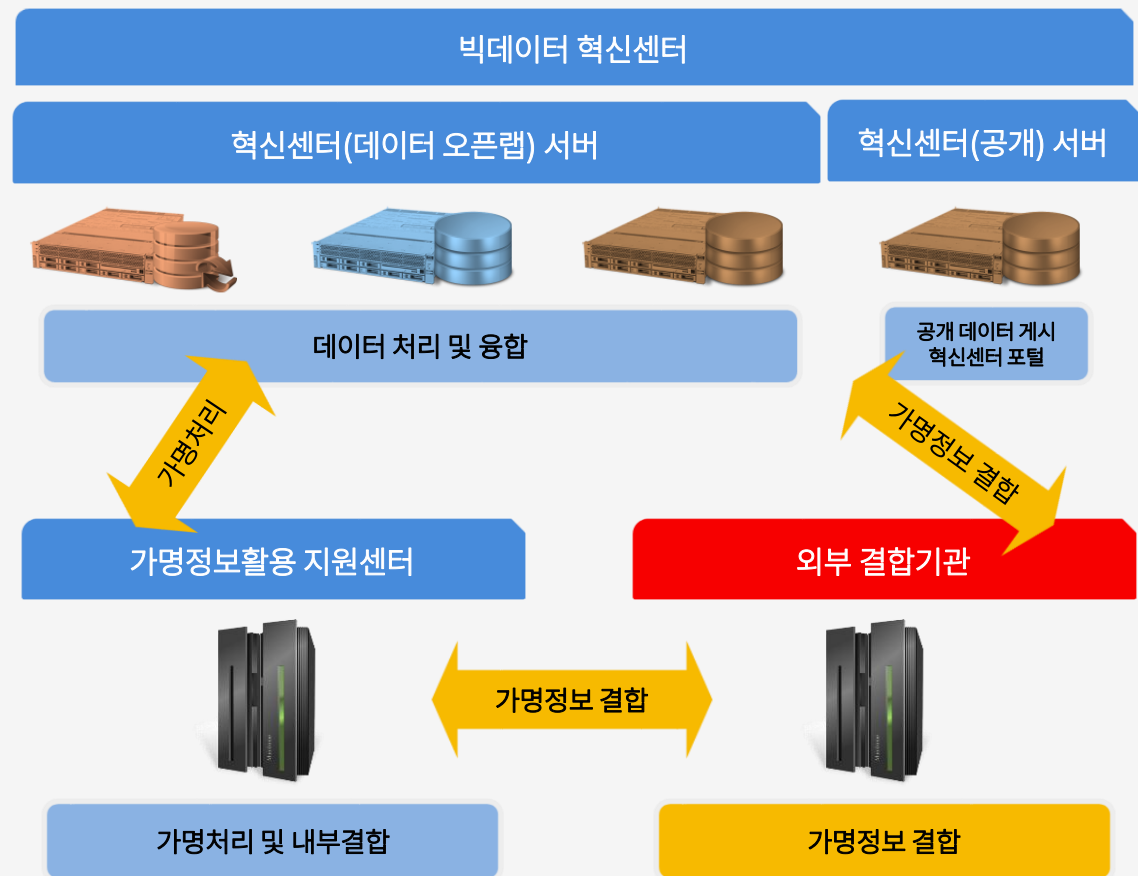 빅데이터 혁신센터
혁신센터(데이터 오픈랩) 서버
혁신센터(공개) 서버
데이터 처리 및 융합
공개 데이터 게시
혁신센터 포털
가명처리
가명정보 결합
가명정보활용 지원센터
외부 결합기관
가명정보 결합
가명처리 및 내부결합
가명정보 결합